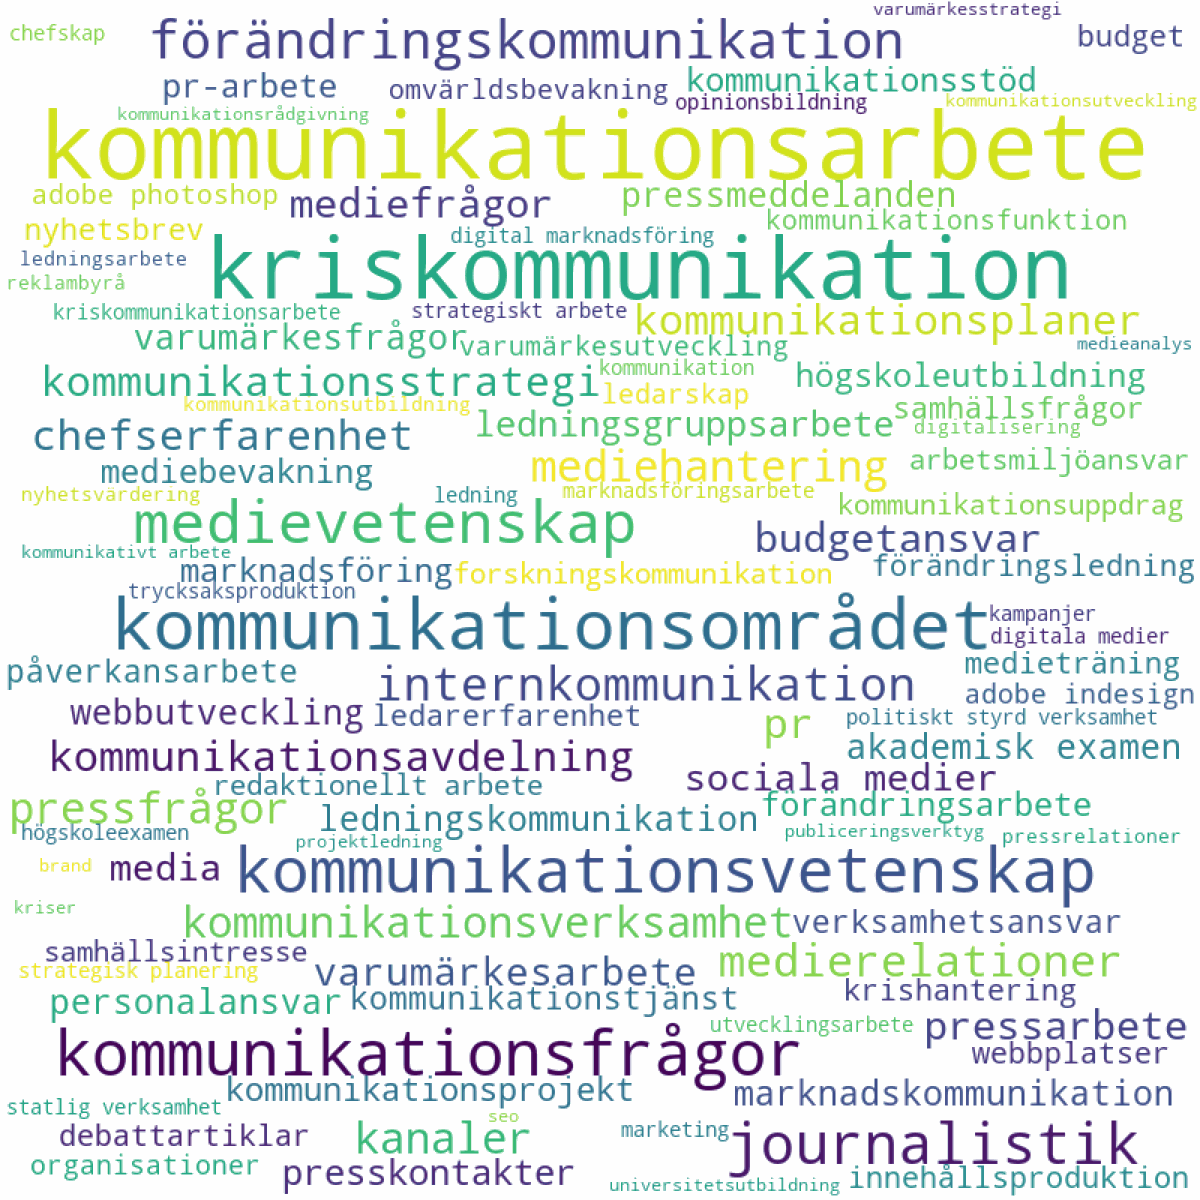 varumärkesstrategi
chefskap
förändringskommunikation
budget
pr-arbete
omvärldsbevakning
kommunikationsstöd
opinionsbildning
kommunikationsutveckling
kommunikationsrådgivning
kommunikationsarbete
adobe photoshop
mediefrågor
pressmeddelanden
kommunikationsfunktion
nyhetsbrev
digital marknadsföring
ledningsarbete
kriskommunikation
reklambyrå
kriskommunikationsarbete
strategiskt arbete
kommunikationsplaner
varumärkesfrågor
varumärkesutveckling
medieanalys
kommunikationsstrategi
kommunikation
högskoleutbildning
kommunikationsutbildning
ledarskap
samhällsfrågor
chefserfarenhet
ledningsgruppsarbete
digitalisering
mediebevakning
mediehantering
arbetsmiljöansvar
nyhetsvärdering
ledning
marknadsföringsarbete
kommunikationsuppdrag
medievetenskap
budgetansvar
kommunikativt arbete
marknadsföring
forskningskommunikation
förändringsledning
trycksaksproduktion
kommunikationsområdet
kampanjer
digitala medier
påverkansarbete
internkommunikation
medieträning
adobe indesign
webbutveckling
ledarerfarenhet
pr
politiskt styrd verksamhet
kommunikationsavdelning
akademisk examen
sociala medier
redaktionellt arbete
pressfrågor
ledningskommunikation
förändringsarbete
högskoleexamen
projektledning
publiceringsverktyg
pressrelationer
brand
media
kommunikationsvetenskap
kriser
kommunikationsverksamhet
verksamhetsansvar
samhällsintresse
strategisk planering
varumärkesarbete
medierelationer
personalansvar
kommunikationstjänst
krishantering
utvecklingsarbete
pressarbete
kommunikationsfrågor
webbplatser
kommunikationsprojekt
marknadskommunikation
statlig verksamhet
seo
debattartiklar
kanaler
marketing
journalistik
organisationer
presskontakter
innehållsproduktion
universitetsutbildning